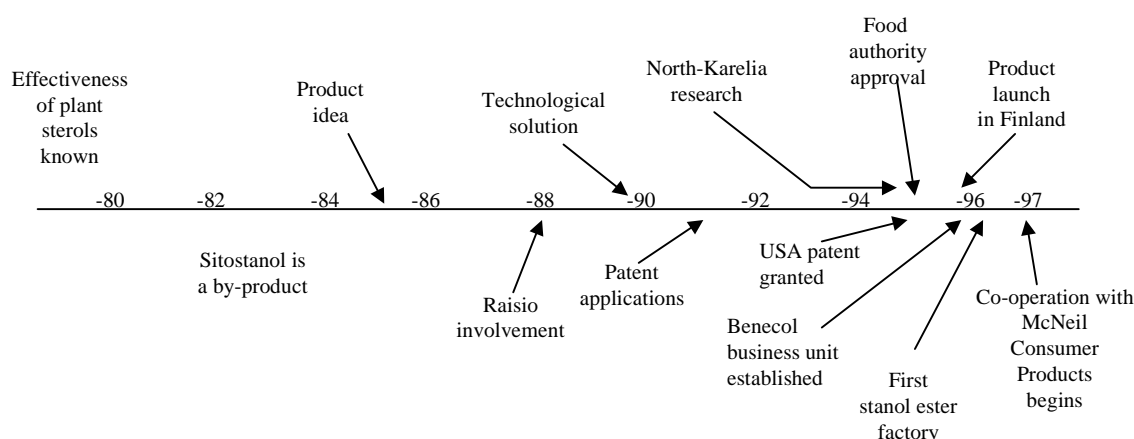 Effectiveness
of plant
sterols
known
Product
idea
Technological
solution
North-Karelia
research
Food
authority
approval
Product
launch
in Finland
-80 -82 -84 -86 -88 -90 -92 -94 -96 -97
Sitostanol is
a by-product
Raisio
involvement
Patent
applications
USA patent
granted
Benecol
business unit
established
First
stanol ester
factory
Co-operation with
McNeil
Consumer
Products
begins